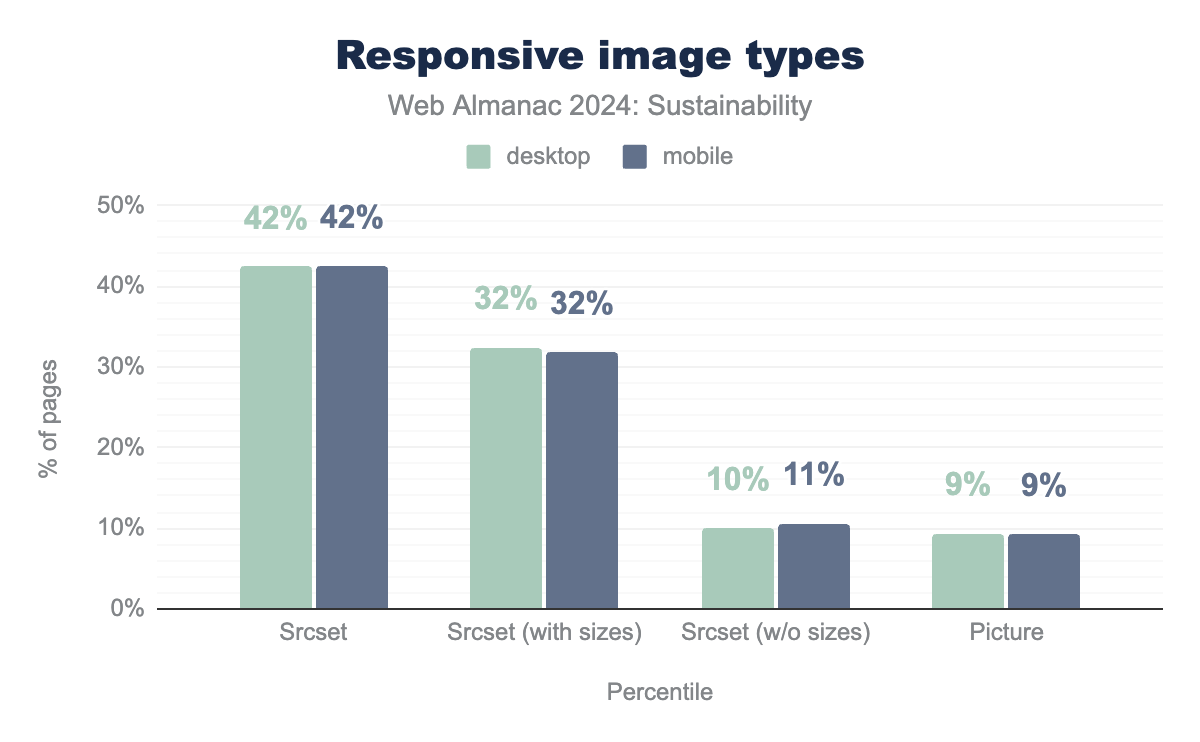 Responsive image types
Web Almanac 2024: Sustainability
desktop mobile
50%
42% 42%
40%
32% 32%
30%
% of pages
20%
10% 11% 9% 9%
10%
0%
Srcset Srcset (with sizes) Srcset (w/o sizes) Picture
Percentile